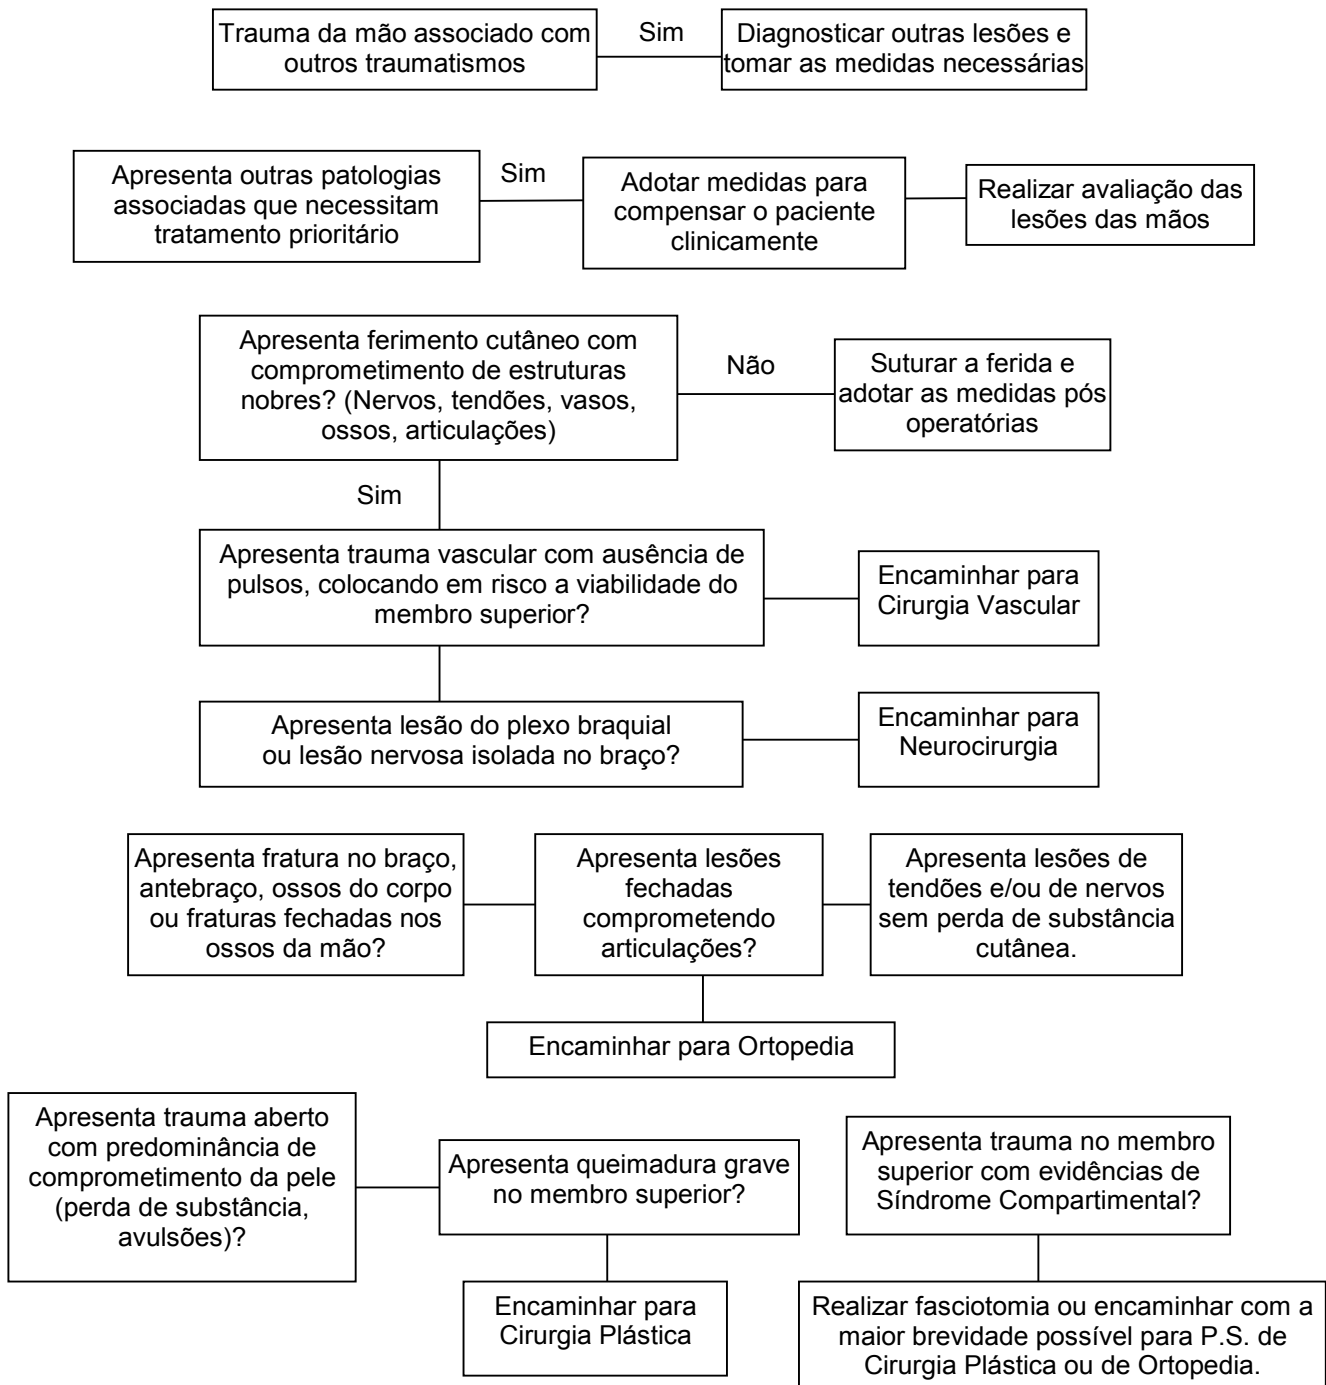 Trauma da mão associado com
outros traumatismos
Sim
Diagnosticar outras lesões e
tomar as medidas necessárias
Apresenta outras patologias
associadas que necessitam
tratamento prioritário
Sim
Adotar medidas para
compensar o paciente
clinicamente
Realizar avaliação das
lesões das mãos
Apresenta ferimento cutâneo com
comprometimento de estruturas
nobres? (Nervos, tendões, vasos,
ossos, articulações)
Não
Suturar a ferida e
adotar as medidas pós
operatórias
Sim
Apresenta trauma vascular com ausência de
pulsos, colocando em risco a viabilidade do
membro superior?
Encaminhar para
Cirurgia Vascular
Apresenta lesão do plexo braquial
ou lesão nervosa isolada no braço?
Encaminhar para
Neurocirurgia
Apresenta fratura no braço,
antebraço, ossos do corpo
ou fraturas fechadas nos
ossos da mão?
Apresenta lesões
fechadas
comprometendo
articulações?
Apresenta lesões de
tendões e/ou de nervos
sem perda de substância
cutânea.
Encaminhar para Ortopedia
Apresenta trauma aberto
com predominância de
comprometimento da pele
(perda de substância,
avulsões)?
Apresenta queimadura grave
no membro superior?
Apresenta trauma no membro
superior com evidências de
Síndrome Compartimental?
Encaminhar para
Cirurgia Plástica
Realizar fasciotomia ou encaminhar com a
maior brevidade possível para P.S. de
Cirurgia Plástica ou de Ortopedia.